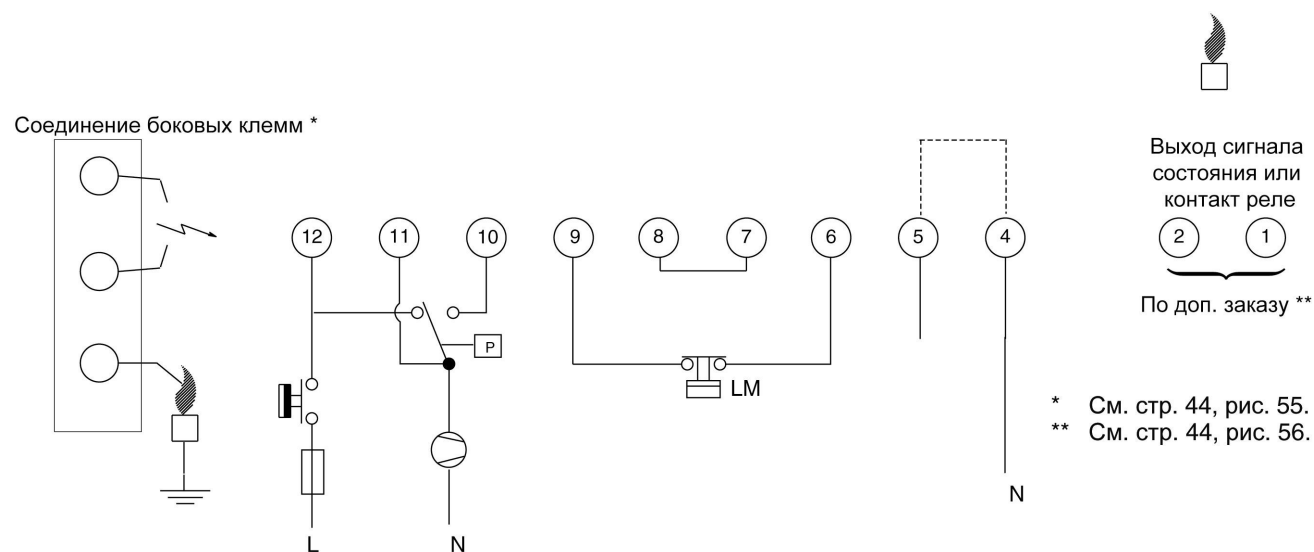 Соединение боковых клемм *
Выход сигнала
состояния или
контакт реле
12 11 10 9 8 7 6 5 4 2 1
По доп. заказу **
P
LM
* См. стр. 44, рис. 55.
** См. стр. 44, рис. 56.
N
L N